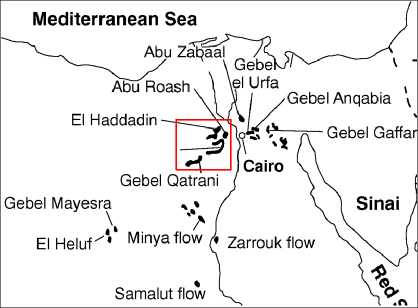 Mediterranean Sea
Abu Zabaal
Gebel
el Urfa
Abu Roash
Gebel Anqabia
El Haddadin
Gebel Gaffar
Cairo
Gebel Qatrani
Gebel Mayesra
Sinai
El Heluf
Minya flow
Zarrouk flow
Red S
Samalut flow